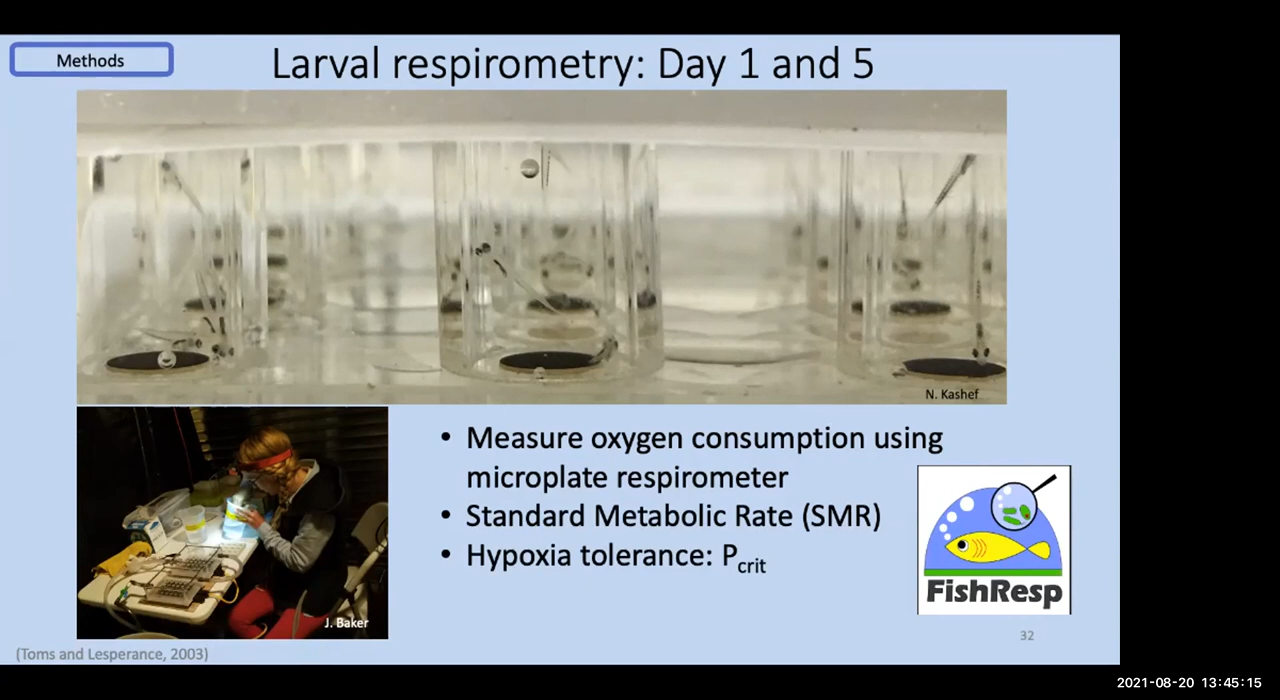 Methods
Larval respirometry: Day 1 and 5
N. Kashef
• Measure oxygen consumption using
microplate respirometer
• Standard Metabolic Rate (SMR)
• Hypoxia tolerance: Pcrit
FishResp
J. Baker
32
(Toms and Lesperance, 2003)
2021-08-20 13:45:15